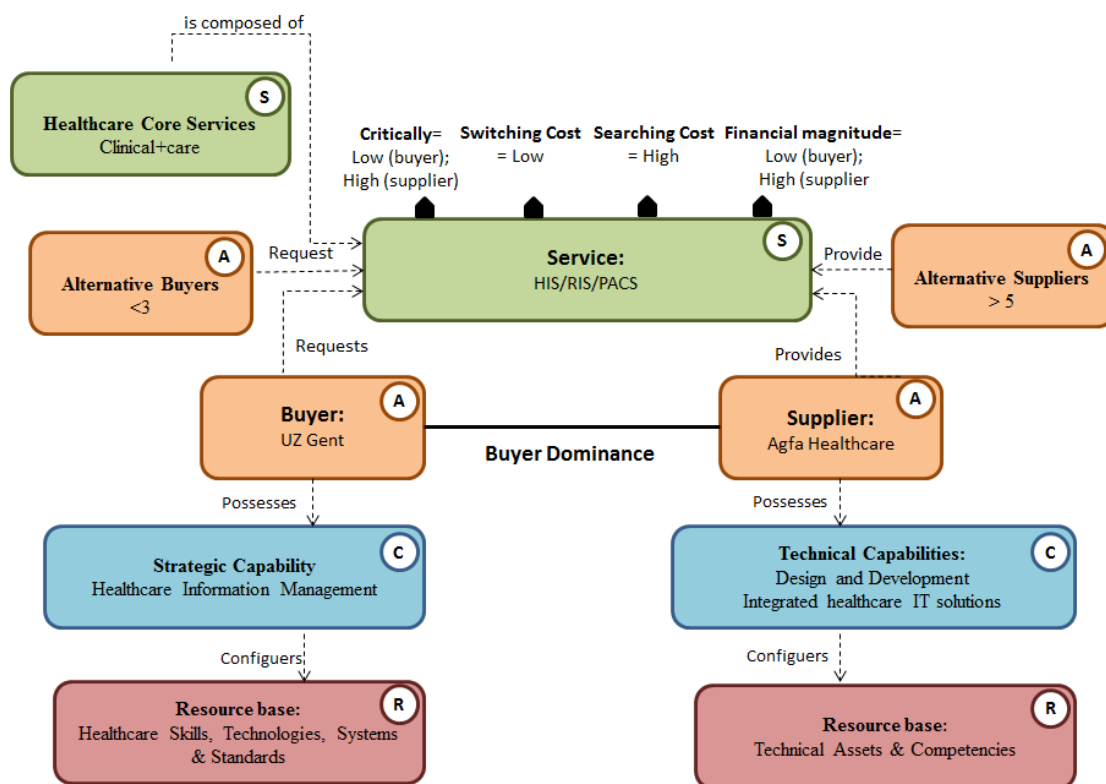 is composed of
S
Healthcare Core Services
Clinical+care
Critically=
Low (buyer);
High (supplier)
Switching Cost
= Low
Searching Cost
= High
Financial magnitude=
Low (buyer);
High (supplier
A
Alternative Buyers
<3
Request
S
Service:
HIS/RIS/PACS
Provide
A
Alternative Suppliers
> 5
Requests
Provides
A
Buyer:
UZ Gent
Buyer Dominance
A
Supplier:
Agfa Healthcare
Possesses
Possesses
C
Strategic Capability
Healthcare Information Management
C
Technical Capabilities:
Design and Development
Integrated healthcare IT solutions
Configuers
Configuers
R
Resource base:
Healthcare Skills, Technologies, Systems
& Standards
R
Resource base:
Technical Assets & Competencies